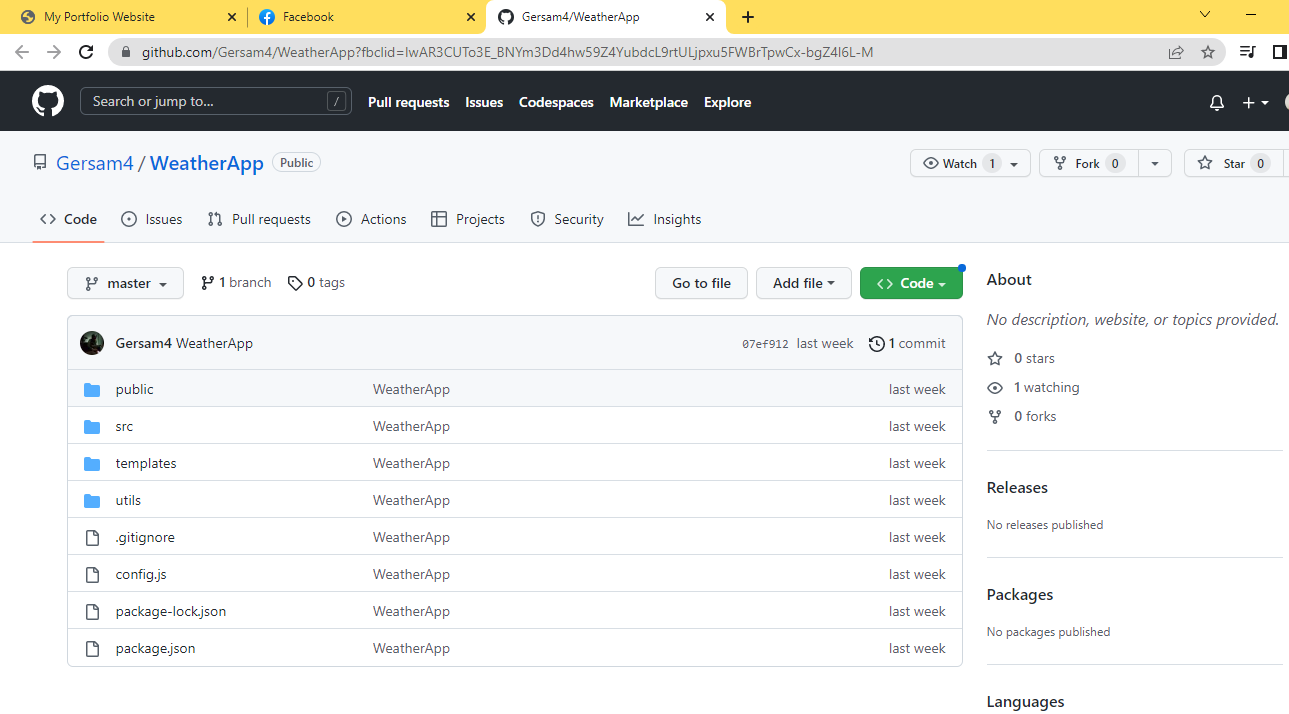 My Portfolio Website
Facebook
Gersam4/WeatherApp
github.com/Gersam4/WeatherApp?fbclid=IwAR3CUTo3E_BNYm3Dd4hw59Z4YubdcL9rtULjpxu5FWBrTpwCx-bgZ4I6L-M
Search or jump to... /
Pull requests Issues Codespaces Marketplace Explore
Gersam4 / WeatherApp Public
Watch 1 Fork 0 Star 0
Code Issues Pull requests Actions Projects Security Insights
master 1 branch 0 tags Go to file Add file Code
Gersam4 WeatherApp 07ef912 last week 1 commit
public WeatherApp last week
src WeatherApp last week
templates WeatherApp last week
utils WeatherApp last week
.gitignore WeatherApp last week
config.js WeatherApp last week
package-lock.json WeatherApp last week
package.json WeatherApp last week
About
No description, website, or topics provided.
0 stars
1 watching
0 forks
Releases
No releases published
Packages
No packages published
Languages